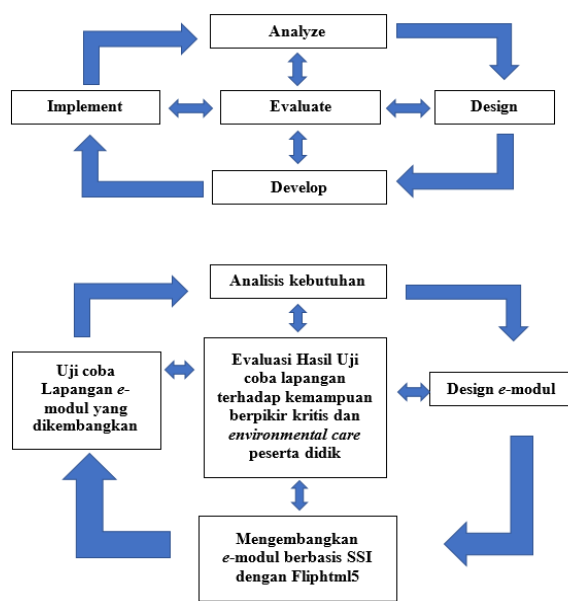 Analyze
Implement
Evaluate
Design
Develop
Analisis kebutuhan
Uji coba
Lapangan e-
modul yang
dikembangkan
Evaluasi Hasil Uji
coba lapangan
terhadap kemampuan
berpikir kritis dan
environmental care
peserta didik
Design e-modul
Mengembangkan
e-modul berbasis SSI
dengan Fliphtml5